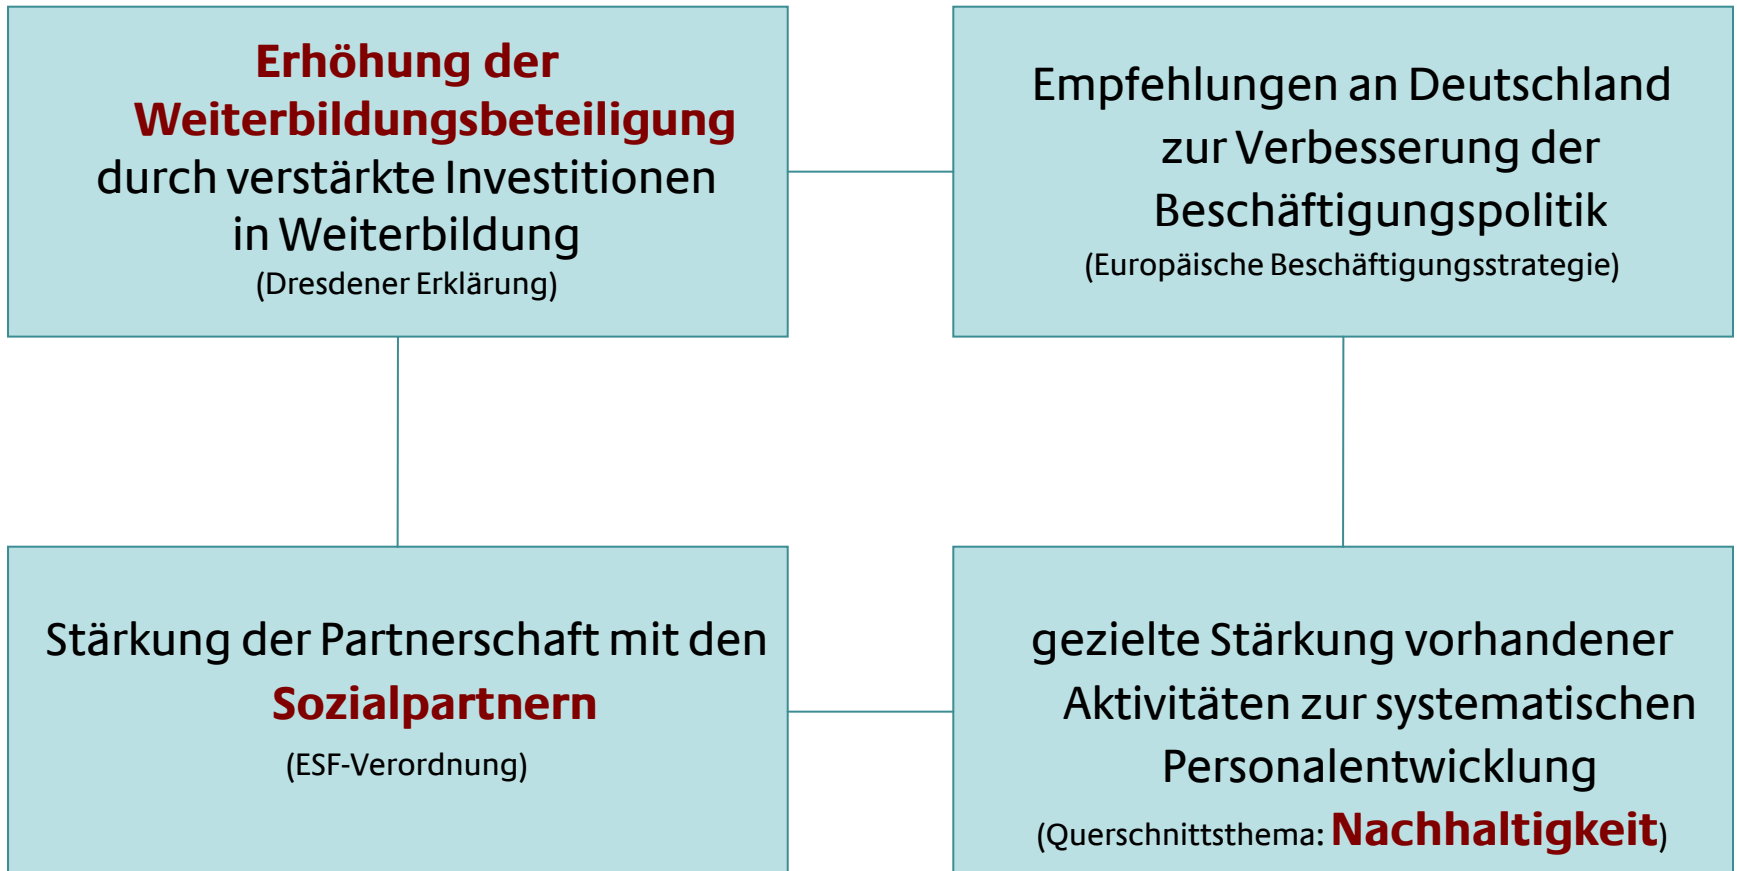 Erhöhung der
Weiterbildungsbeteiligung
durch verstärkte Investitionen
in Weiterbildung
(Dresdener Erklärung)
Empfehlungen an Deutschland
zur Verbesserung der
Beschäftigungspolitik
(Europäische Beschäftigungsstrategie)
Stärkung der Partnerschaft mit den
Sozialpartnern
(ESF-Verordnung)
gezielte Stärkung vorhandener
Aktivitäten zur systematischen
Personalentwicklung
(Querschnittsthema: Nachhaltigkeit)